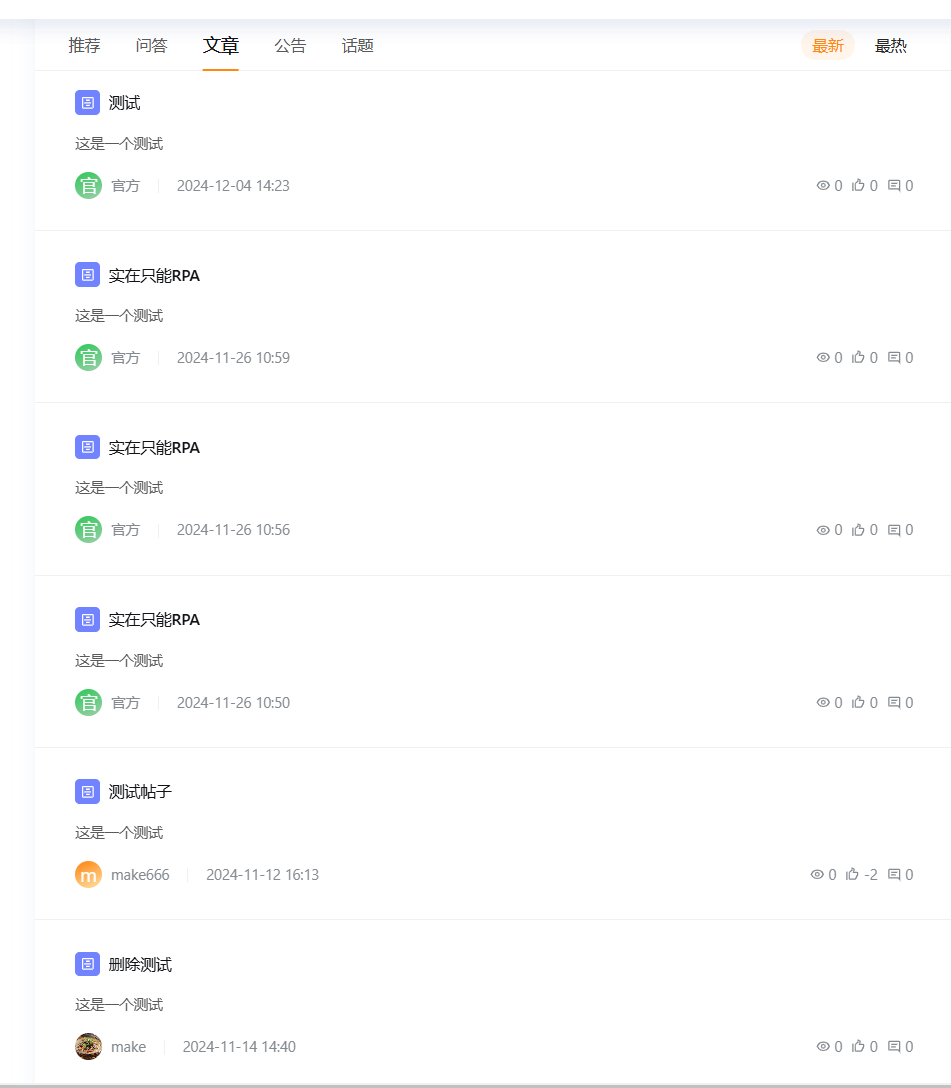 推荐 问答 文章 公告 话题 最新 最热
测试
这是一个测试
官 官方 2024-12-04 14:23 0 0 0
实在只能RPA
这是一个测试
官 官方 2024-11-26 10:59 0 0 0
实在只能RPA
这是一个测试
官 官方 2024-11-26 10:56 0 0 0
实在只能RPA
这是一个测试
官 官方 2024-11-26 10:50 0 0 0
测试帖子
这是一个测试
m make666 2024-11-12 16:13 0 -2 0
删除测试
这是一个测试
make 2024-11-14 14:40 0 0 0